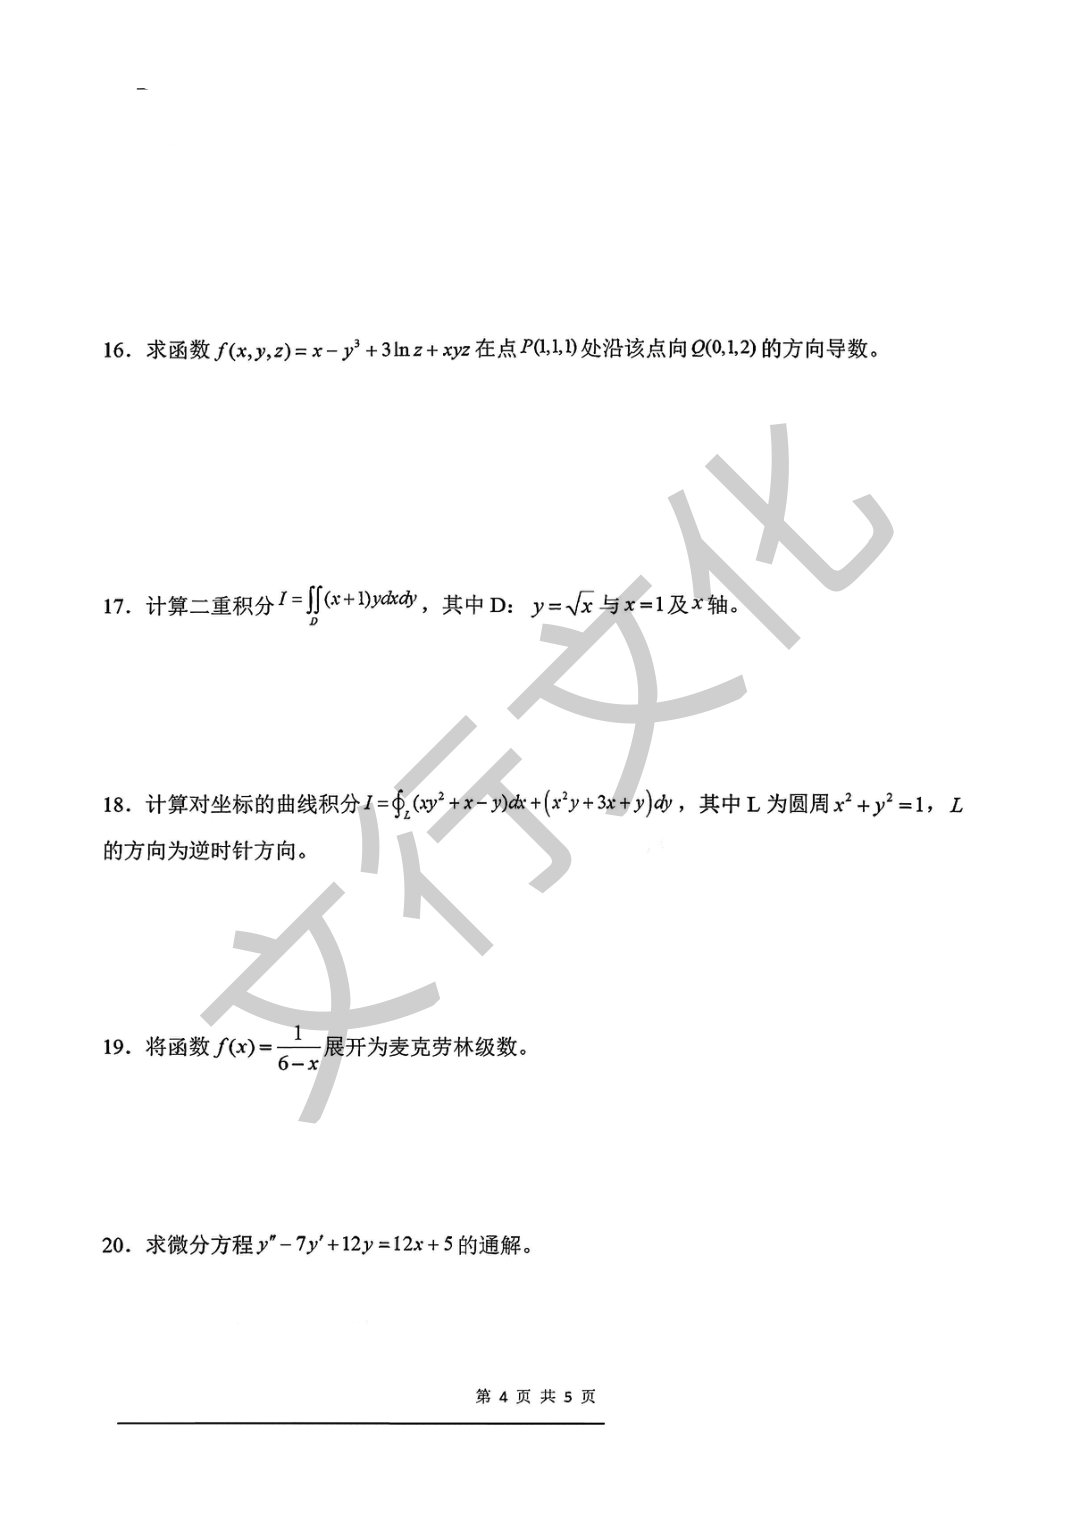 16．求函数 f(x,y,z)=x−y³+3ln z+xyz 在点 P(1,1,1) 处沿该点向 Q(0,1,2) 的方向导数。
17．计算二重积分 I=∬_D (x+1)ydxdy，其中 D：y=√x 与 x=1 及 x 轴。
18．计算对坐标的曲线积分 I=∮_L (xy²+x−y)dx+(x²y+3x+y)dy，其中 L 为圆周 x²+y²=1，L
的方向为逆时针方向。
19．将函数 f(x)=1/(6−x) 展开为麦克劳林级数。
20．求微分方程 y″−7y′+12y=12x+5 的通解。
第 4 页 共 5 页
文行文化